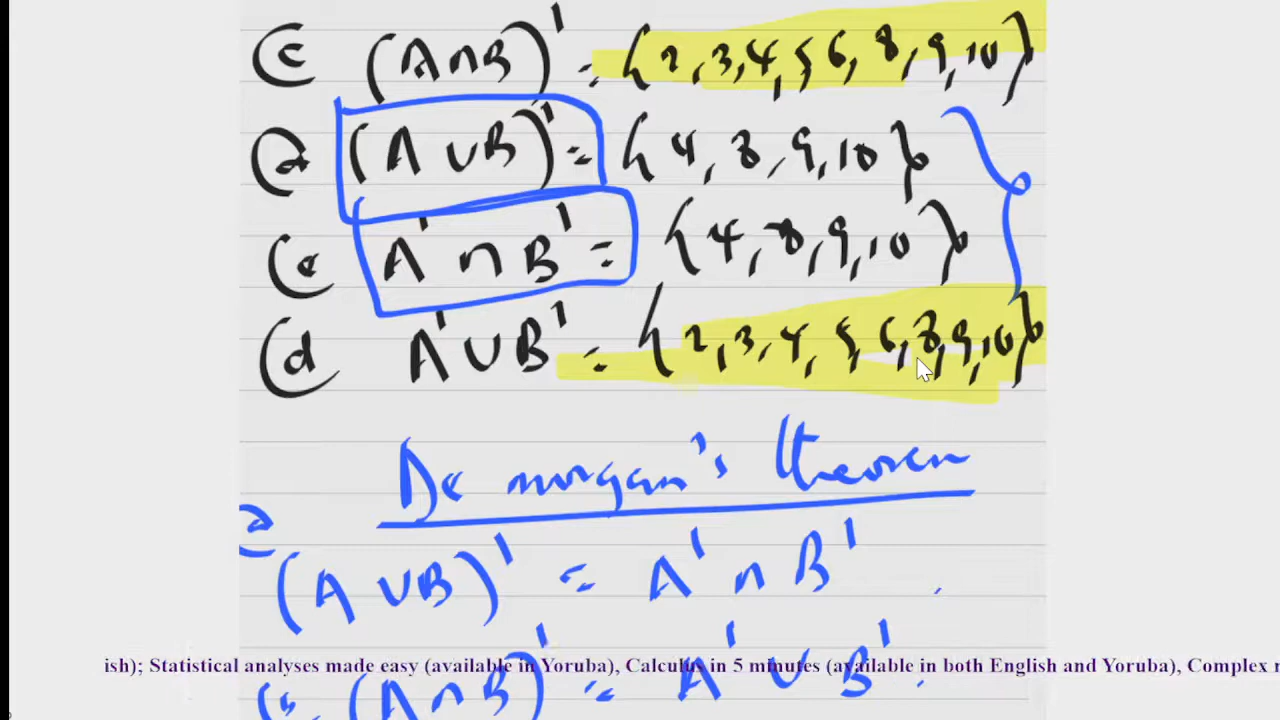 (c) (A∩B)' = {2,3,4,5,6,8,9,10}
(a) (A∪B)' = {4,8,9,10}
(e) A'∩B' = {4,8,9,10}
(d) A'∪B' = {2,3,4,5,6,8,9,10}
De morgan's theorem
(A∪B)' = A'∩B'
ish); Statistical analyses made easy (available in Yoruba), Calculus in 5 minutes (available in both English and Yoruba), Complex
(A∩B)' = A'∪B'